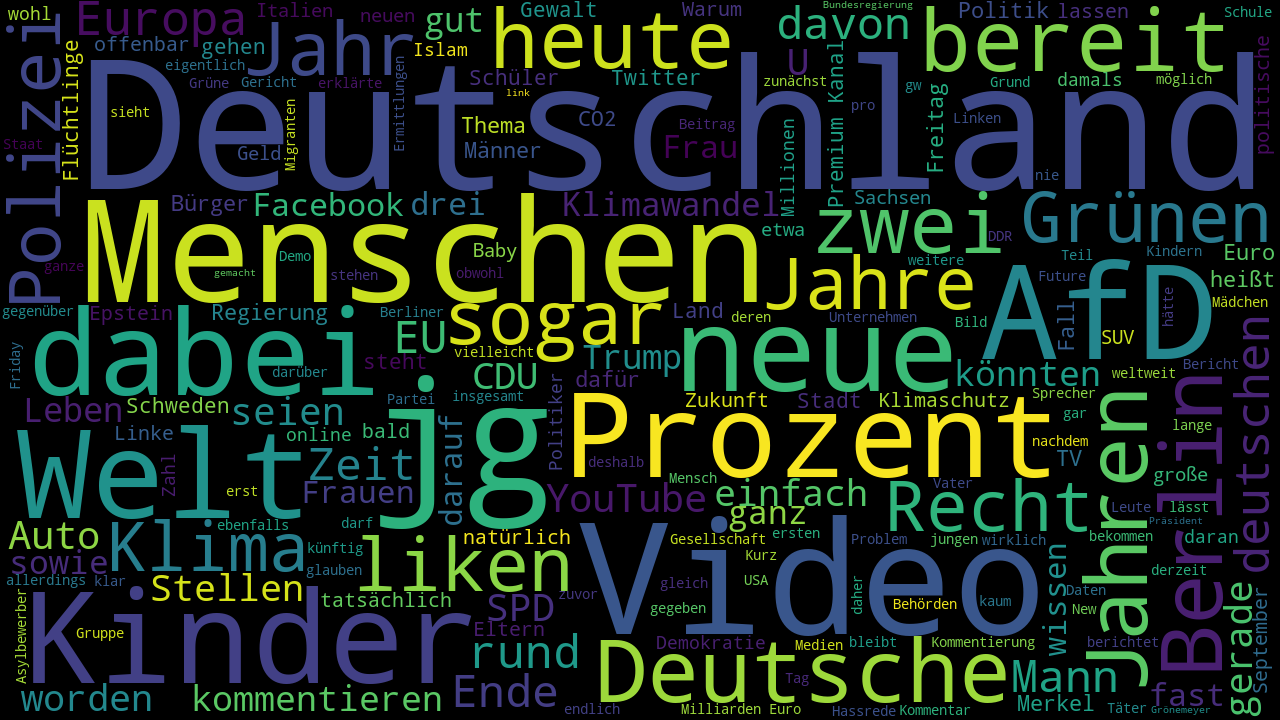 wohl
Europa
Italien
neuen
gut
Gewalt
Warum
Bundesregierung
Politik
lassen
Schule
Polizei
offenbar
gehen
Jahr
Islam
heute
davon
bereit
eigentlich
Grüne
Gericht
erklärte
Schüler
Twitter
U
zunächst
Premium Kanal
gw
Grund
damals
möglich
politische
Flüchtlinge
sieht
Deutschland
Ermittlungen
link
Thema
CO2
Beitrag
pro
Freitag
Linken
Staat
Geld
Migranten
Männer
Frau
Millionen
nie
Menschen
Bürger
Facebook
drei
Klimawandel
Sachsen
zwei
Grünen
etwa
DDR
ganze
gemacht
Demo
stehen
Baby
obwohl
Jahre
weitere
Teil
Kindern
Euro
Future
heißt
AfD
hätte
Mädchen
gegenüber
Epstein
Regierung
Berliner
sogar
Land
deren
Unternehmen
Bild
Fall
SUV
EU
neue
dabei
Friday
darüber
steht
vielleicht
CDU
Trump
dafür
könnten
weltweit
Bericht
deutschen
Leben
Schweden
seien
Partei
insgesamt
jg
Politiker
Prozent
Zukunft
Stadt
Klimaschutz
Sprecher
gar
Jahren
Berlin
lange
Welt
Linke
online
bald
darauf
deshalb
nachdem
TV
Zahl
Zeit
erst
Frauen
Mensch
YouTube
einfach
Vater
Recht
große
Leute
lässt
Präsident
Auto
ebenfalls
darf
natürlich
ganz
Gesellschaft
ersten
Problem
jungen
wirklich
bekommen
daran
sowie
Klima
künftig
liken
Video
Kurz
wissen
allerdings
klar
glauben
gleich
USA
daher
derzeit
Stellen
tatsächlich
SPD
zuvor
gegeben
Behörden
kaum
Daten
New
gerade
September
Kinder
Asylbewerber
Gruppe
Eltern
rund
Demokratie
Medien
bleibt
Kommentierung
berichtet
Deutsche
Tag
Mann
fast
worden
kommentieren
Ende
endlich
Milliarden Euro
Hassrede
Kommentar
Merkel
Täter
Grönemeyer